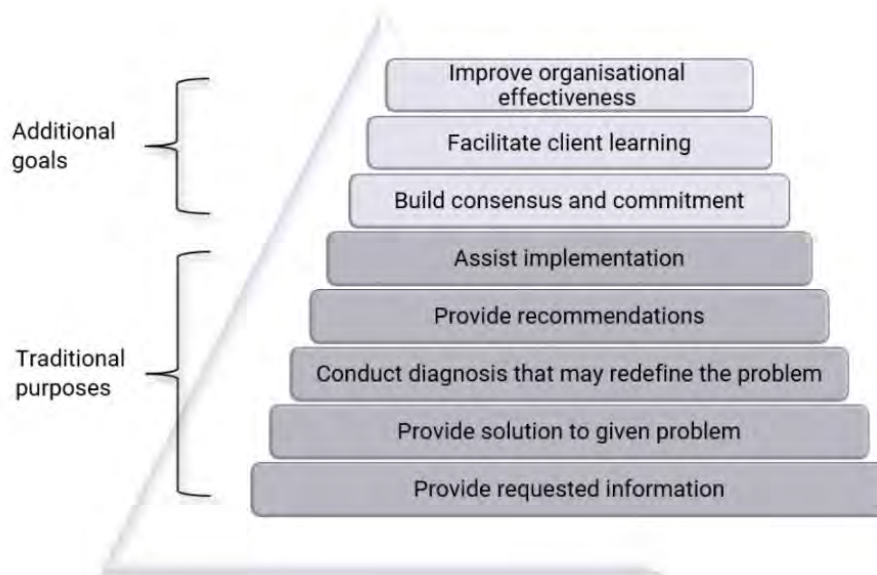 Improve organisational
effectiveness
Additional
goals
Facilitate client learning
Build consensus and commitment
Assist implementation
Provide recommendations
Traditional
purposes
Conduct diagnosis that may redefine the problem
Provide solution to given problem
Provide requested information